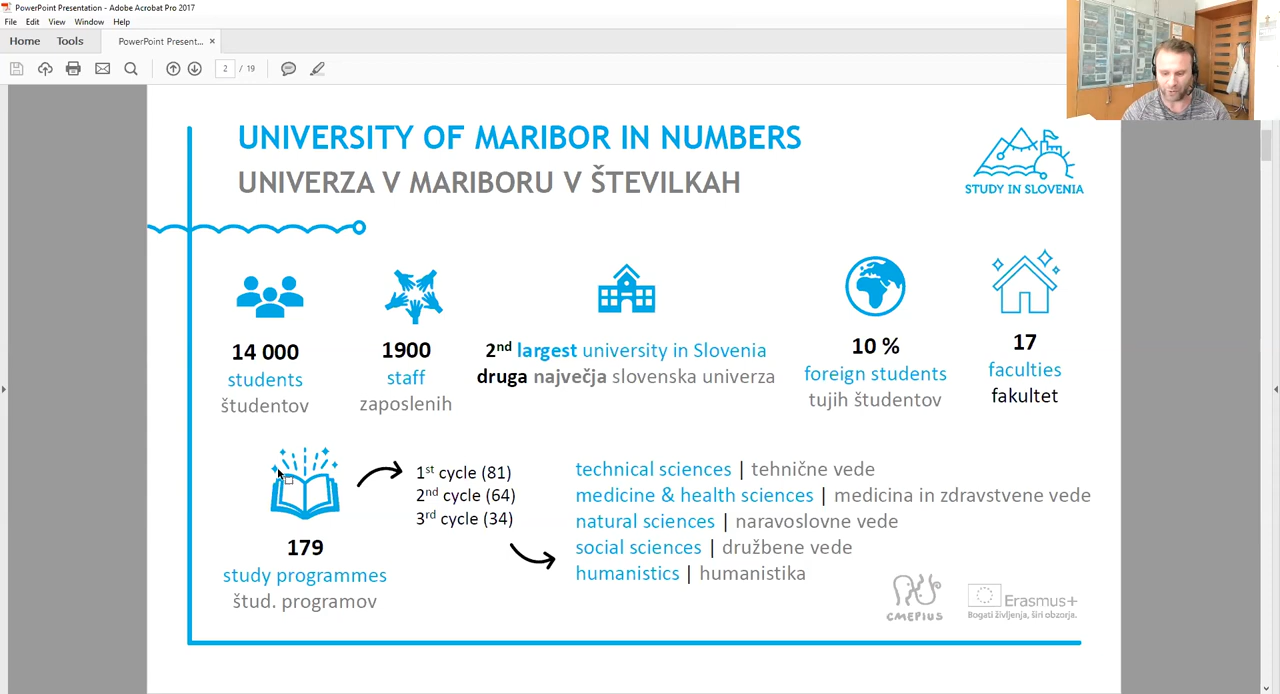 PowerPoint Presentation - Adobe Acrobat Pro 2017
File Edit View Window Help
Home Tools PowerPoint Present... ×
2 / 19
UNIVERSITY OF MARIBOR IN NUMBERS
UNIVERZA V MARIBORU V ŠTEVILKAH
STUDY IN SLOVENIA
14 000
students
študentov
1900
staff
zaposlenih
2nd largest university in Slovenia
druga največja slovenska univerza
10 %
foreign students
tujih študentov
17
faculties
fakultet
179
study programmes
štud. programov
1st cycle (81)
2nd cycle (64)
3rd cycle (34)
technical sciences | tehnične vede
medicine & health sciences | medicina in zdravstvene vede
natural sciences | naravoslovne vede
social sciences | družbene vede
humanistics | humanistika
CMEPIUS
Erasmus+
Bogati življenja, širi obzorja.